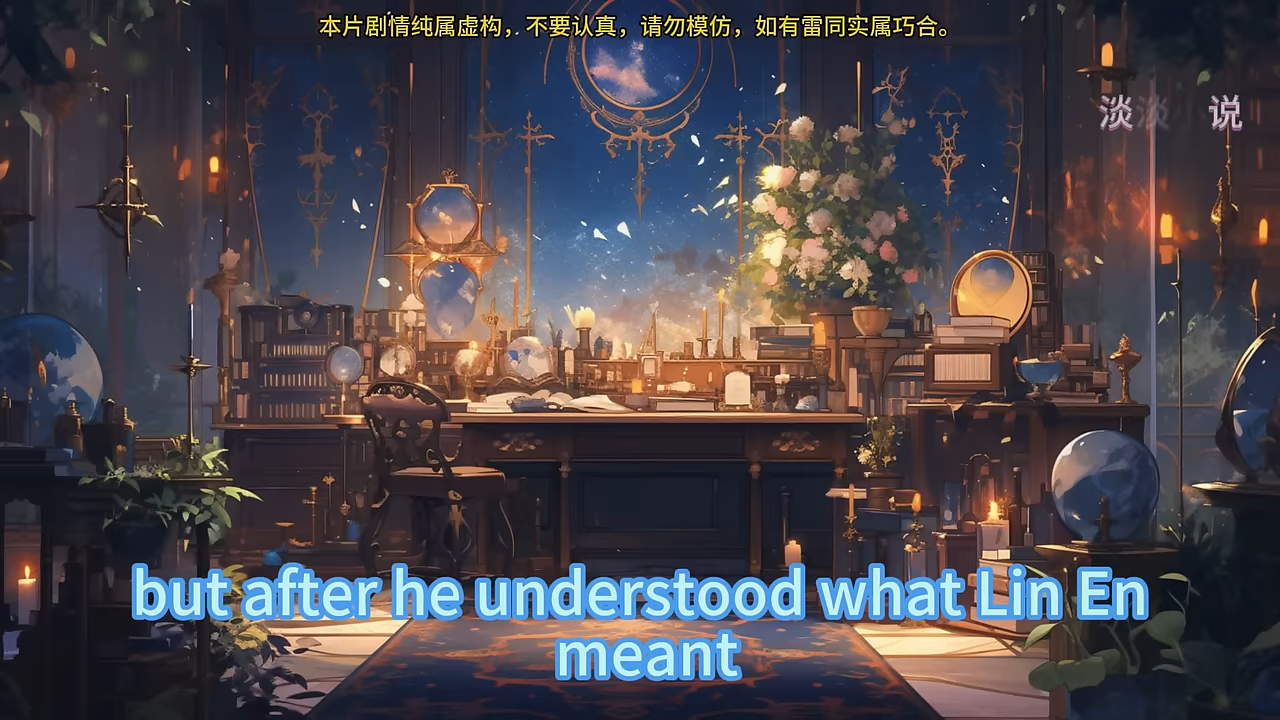 本片剧情纯属虚构，不要认真，请勿模仿，如有雷同实属巧合。
淡淡小说
but after he understood what Lin En
meant